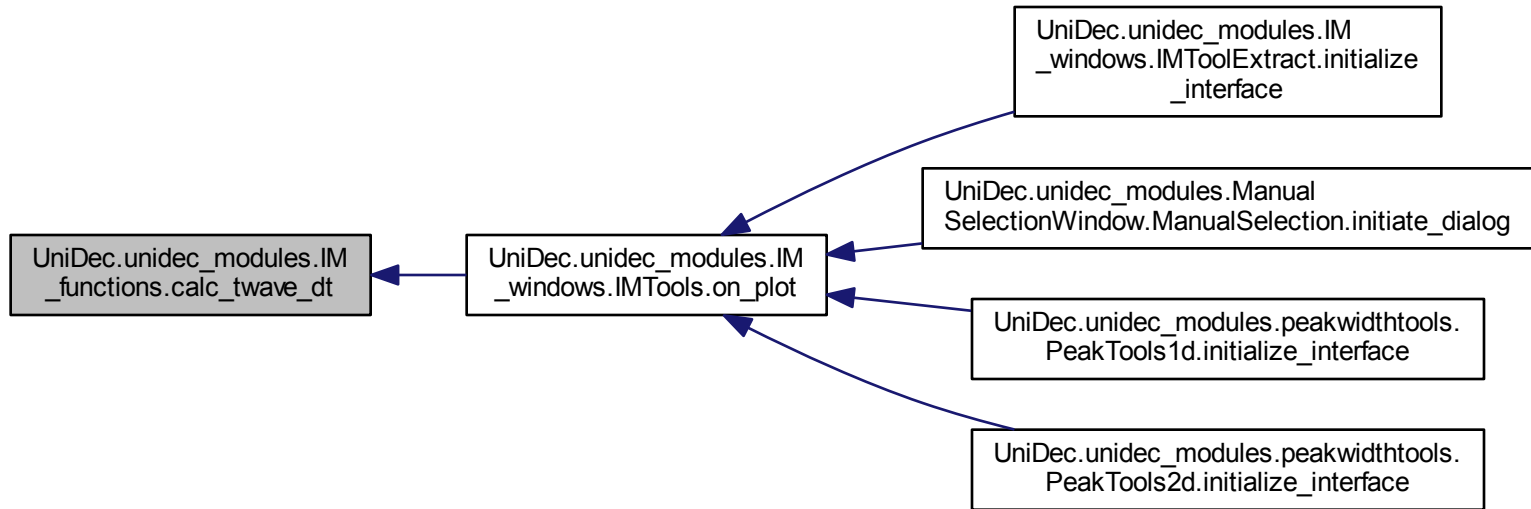 UniDec.unidec_modules.IM
_functions.calc_twave_dt
UniDec.unidec_modules.IM
_windows.IMTools.on_plot
UniDec.unidec_modules.IM
_windows.IMToolExtract.initialize
_interface
UniDec.unidec_modules.Manual
SelectionWindow.ManualSelection.initiate_dialog
UniDec.unidec_modules.peakwidthtools.
PeakTools1d.initialize_interface
UniDec.unidec_modules.peakwidthtools.
PeakTools2d.initialize_interface